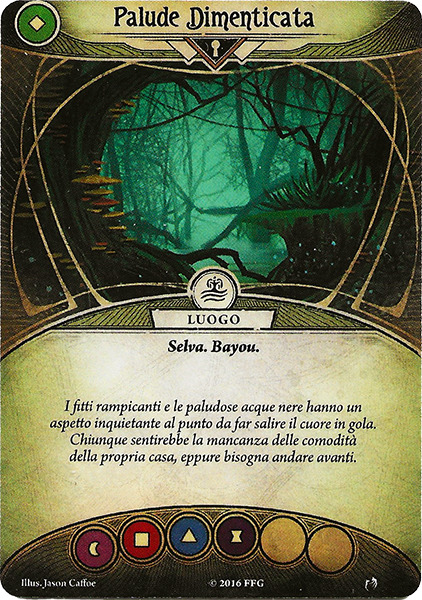 Palude Dimenticata
LUOGO
Selva. Bayou.
I fitti rampicanti e le paludose acque nere hanno un
aspetto inquietante al punto da far salire il cuore in gola.
Chiunque sentirebbe la mancanza delle comodità
della propria casa, eppure bisogna andare avanti.
Illus. Jason Caffoe
© 2016 FFG